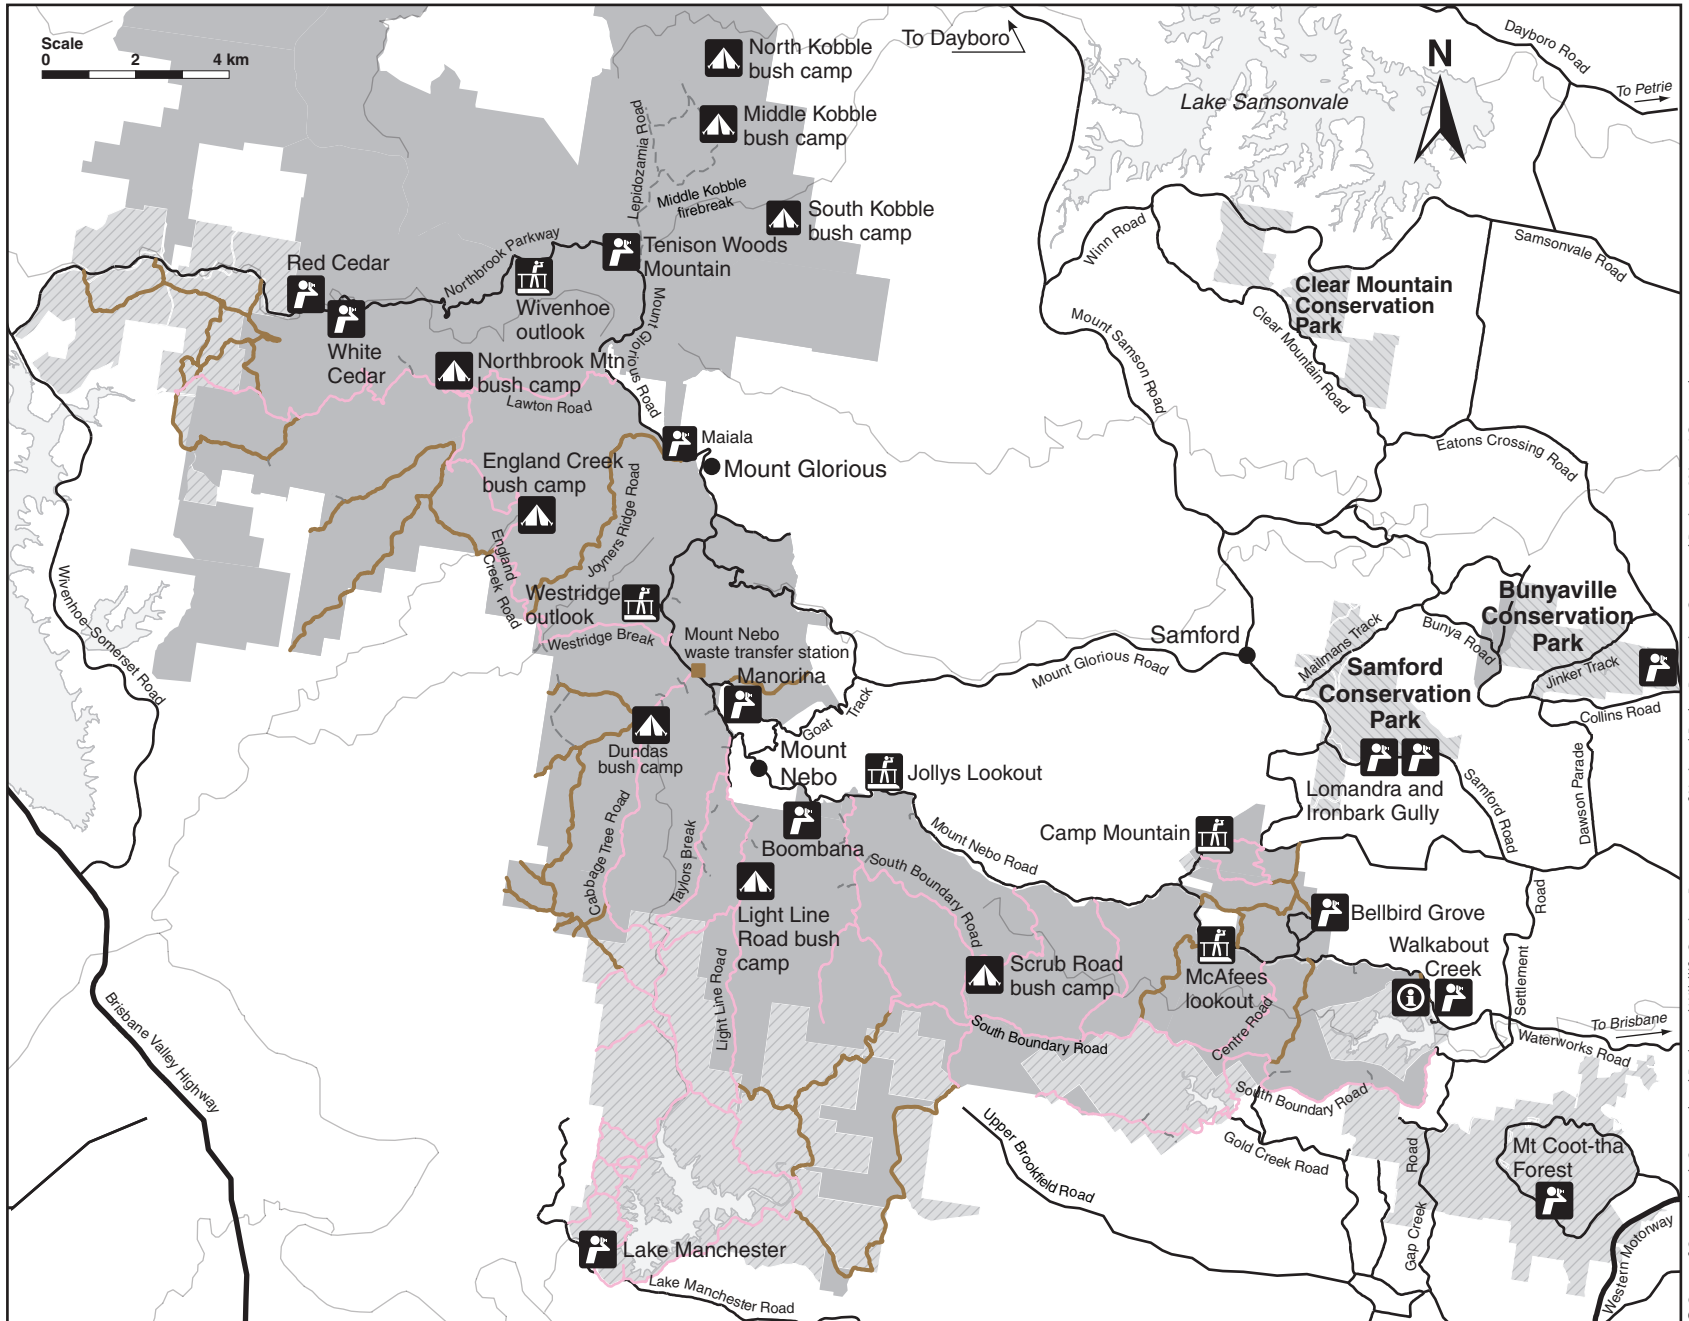 Scale
0 2 4 km
North Kobble
bush camp
To Dayboro
Dayboro Road
To Petrie
N
Lake Samsonvale
Middle Kobble
bush camp
Lepidozamia Road
Middle Kobble
firebreak
South Kobble
bush camp
Winn Road
Samsonvale Road
Red Cedar
Northbrook Parkway
Tenison Woods
Mountain
Clear Mountain
Conservation
Park
Wivenhoe
outlook
Mount Glorious Road
Mount Samson Road
Clear Mountain Road
White
Cedar
Northbrook Mtn
bush camp
Lawton Road
Maiala
Mount Glorious
Eatons Crossing Road
England Creek
bush camp
Joyners Ridge Road
England
Creek Road
Wivenhoe–Somerset Road
Westridge
outlook
Westridge Break
Mount Nebo
waste transfer station
Manorina
Goat Track
Mount Glorious Road
Samford
Mailmans Track
Bunya Road
Bunyaville
Conservation
Park
Jinker Track
Collins Road
Samford
Conservation
Park
Dundas
bush camp
Mount
Nebo
Jollys Lookout
Lomandra and
Ironbark Gully
Samford Road
Dawson Parade
Camp Mountain
Boombana
Mount Nebo Road
Cabbage Tree Road
Taylors Break
South Boundary Road
Light Line
Road bush
camp
Light Line Road
Scrub Road
bush camp
Bellbird Grove
McAfees
lookout
Walkabout
Creek
Settlement Road
To Brisbane
Waterworks Road
South Boundary Road
Centre Road
South Boundary Road
Brisbane Valley Highway
Upper Brookfield Road
Gold Creek Road
Gap Creek Road
Mt Coot-tha
Forest
Western Motorway
Lake Manchester
Lake Manchester Road